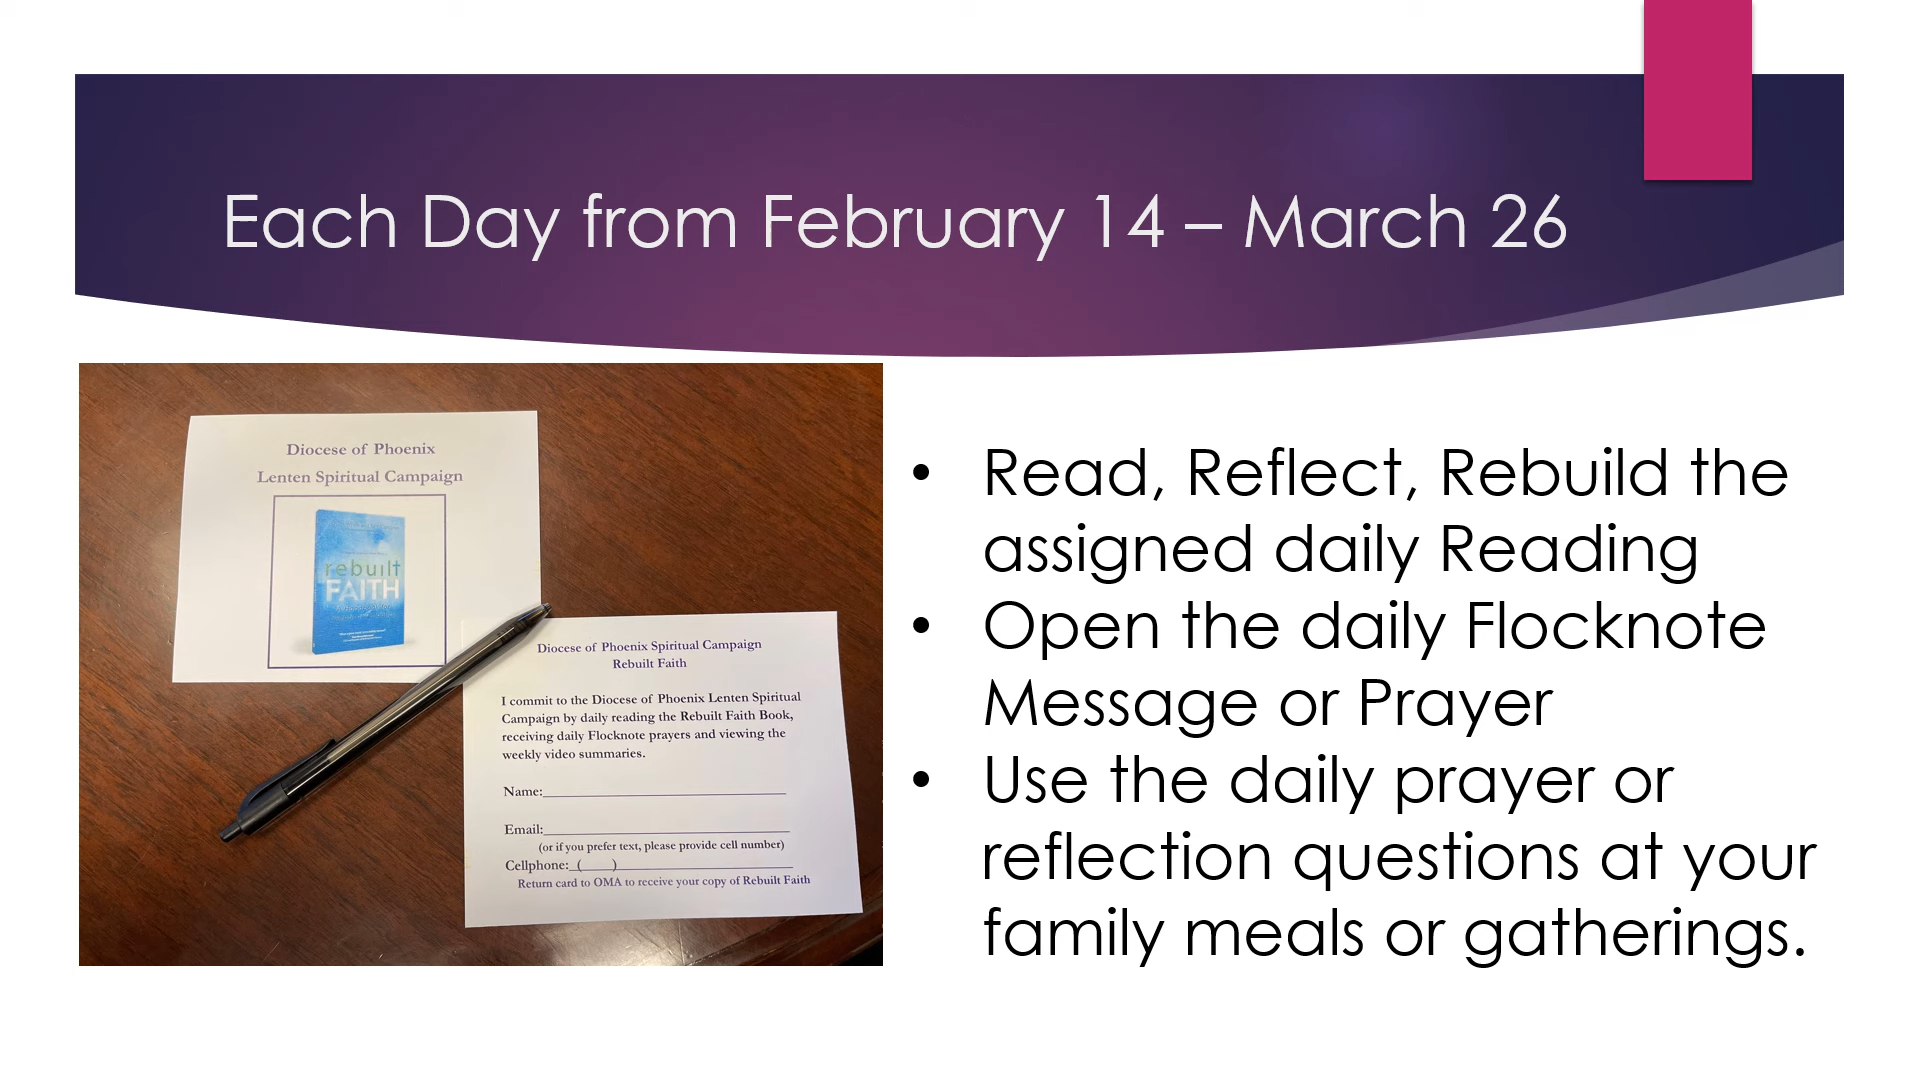 Each Day from February 14 – March 26
Diocese of Phoenix
Lenten Spiritual Campaign
rebuilt
FAITH
Diocese of Phoenix Spiritual Campaign
Rebuilt Faith
I commit to the Diocese of Phoenix Lenten Spiritual
Campaign by daily reading the Rebuilt Faith Book,
receiving daily Flocknote prayers and viewing the
weekly video summaries.
Name:
Email:
(or if you prefer text, please provide cell number)
Cellphone: ( )
Return card to OMA to receive your copy of Rebuilt Faith
• Read, Reflect, Rebuild the
assigned daily Reading
• Open the daily Flocknote
Message or Prayer
• Use the daily prayer or
reflection questions at your
family meals or gatherings.